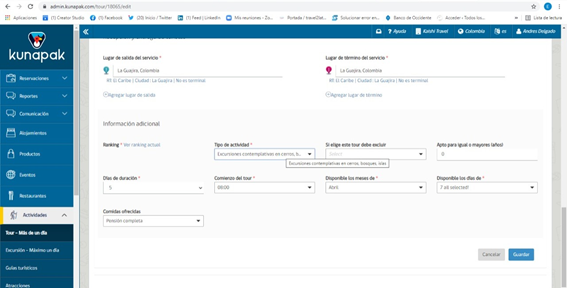 admin.kunapak.com/tour/10065/edit
Aplicaciones (1) Creator Studio Facebook (23) Inicio / Twitter (1) Feed | LinkedIn Mis reuniones - Zo... Solucionar error en... Banco de Occidente Acceder: Todos los... Lista de lectura
kunapak
« Ayuda Kaishi Travel Colombia es Andres Delgado
Reservaciones
Reportes
Comunicación
Alojamientos
Productos
Eventos
Restaurantes
Actividades
Tour - Más de un día
Excursión - Máximo un día
Guías turísticos
Atracciones
Lugar de salida del servicio *
La Guajira, Colombia
RT: El Caribe | Ciudad: La Guajira | No es terminal
Agregar lugar de salida
Lugar de término del servicio *
La Guajira, Colombia
RT: El Caribe | Ciudad: La Guajira | No es terminal
Agregar lugar de término
Información adicional
Ranking * Ver ranking actual
Tipo de actividad *
Excursiones contemplativas en cerros, b...
Excursiones contemplativas en cerros, bosques, islas
Si elige este tour debe excluir
Select
Apto para igual o mayores (años)
0
Días de duración *
5
Comienzo del tour *
09:00
Disponible los meses de *
Abril
Disponible los días de *
7 all selected!
Comidas ofrecidas
Pensión completa
Cancelar Guardar